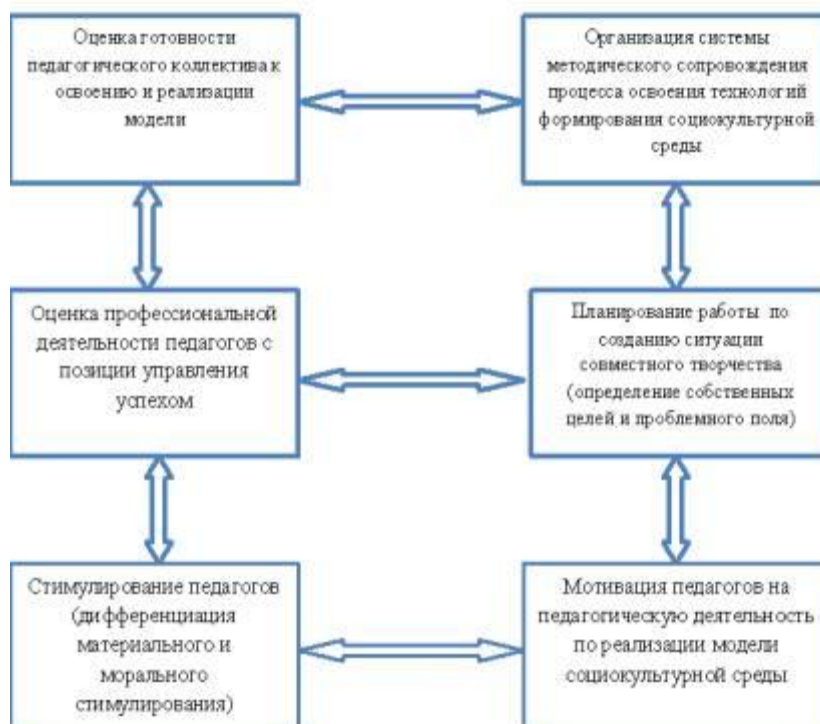 Оценка готовности
педагогического коллектива к
освоению и реализации
модели
Организация системы
методического сопровождения
процесса освоения технологий
формирования социокультурной
среды
Оценка профессиональной
деятельности педагогов с
позиции управления
успехом
Планирование работы по
созданию ситуации
совместного творчества
(определение собственных
целей и проблемного поля)
Стимулирование педагогов
(дифференциация
материального и
морального
стимулирования)
Мотивация педагогов на
педагогическую деятельность
по реализации модели
социокультурной среды